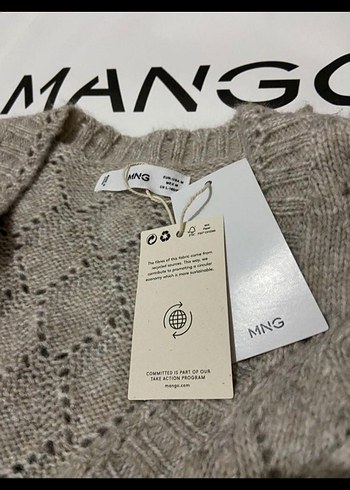 MANGO
MNG
The fibres of this fabric come from
recycled sources. This way, we
contribute to promoting a circular
economy which is more sustainable.
COMMITTED IS PART OF OUR
TAKE ACTION PROGRAM
mango.com
MNG